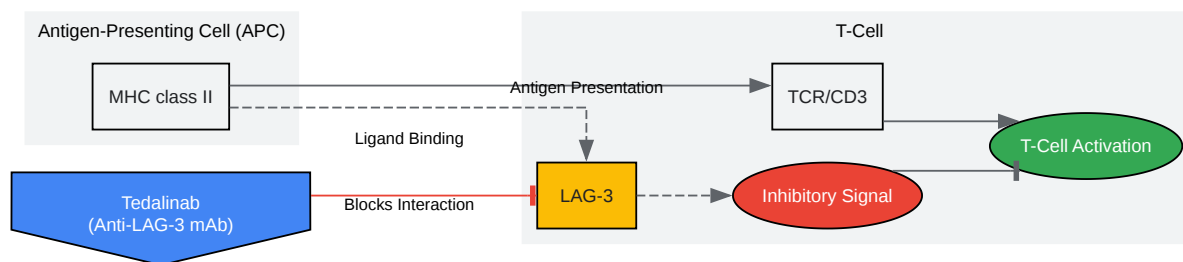 Antigen-Presenting Cell (APC)
T-Cell
MHC class II
Antigen Presentation
TCR/CD3
Ligand Binding
T-Cell Activation
Tedalinab
(Anti-LAG-3 mAb)
Blocks Interaction
LAG-3
Inhibitory Signal